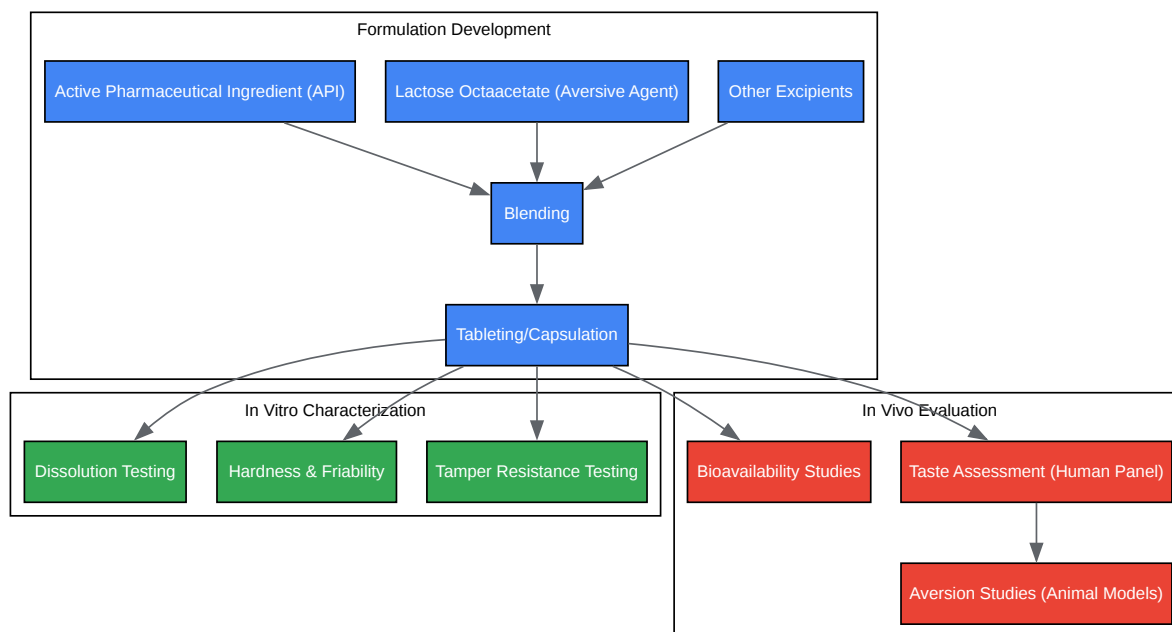 Formulation Development
Active Pharmaceutical Ingredient (API)
Lactose Octaacetate (Aversive Agent)
Other Excipients
Blending
Tableting/Capsulation
In Vitro Characterization
In Vivo Evaluation
Dissolution Testing
Hardness & Friability
Tamper Resistance Testing
Bioavailability Studies
Taste Assessment (Human Panel)
Aversion Studies (Animal Models)